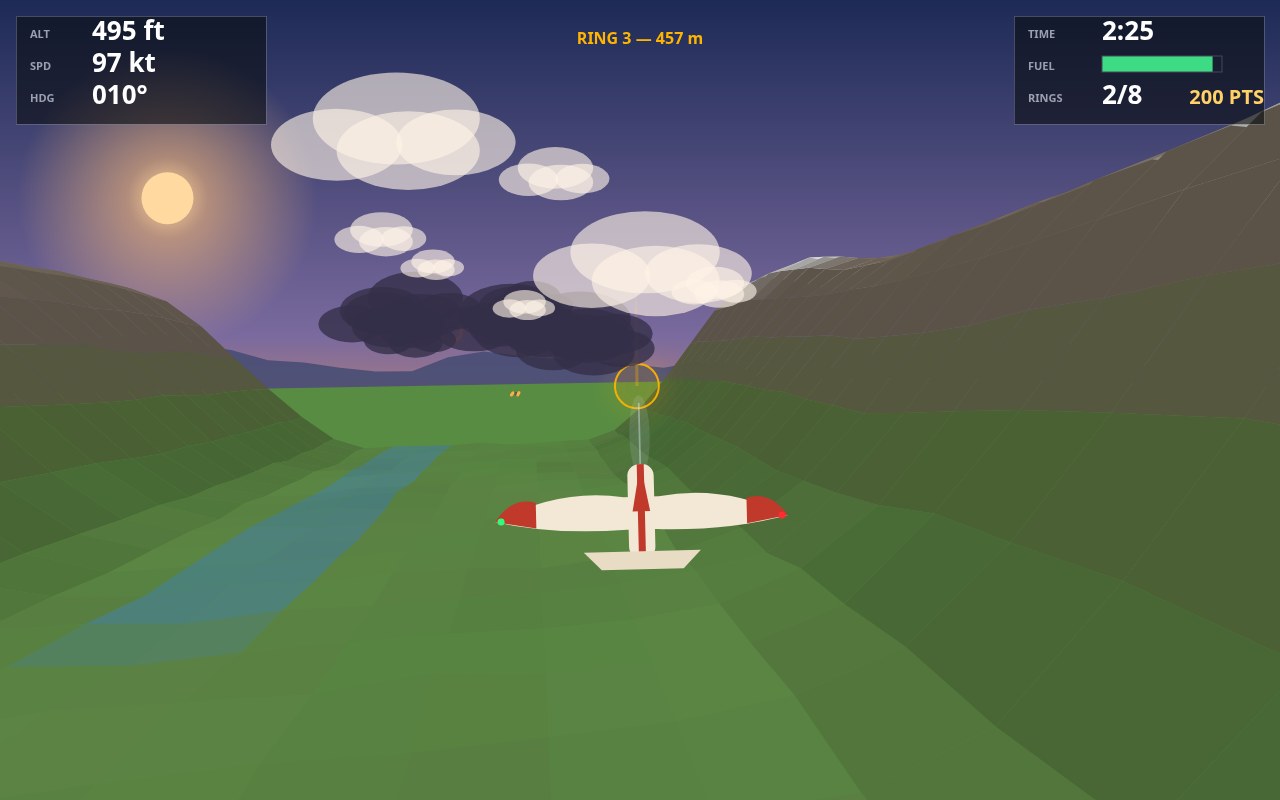 ALT 495 ft
SPD 97 kt
HDG 010°
RING 3 — 457 m
TIME 2:25
FUEL
RINGS 2/8 200 PTS